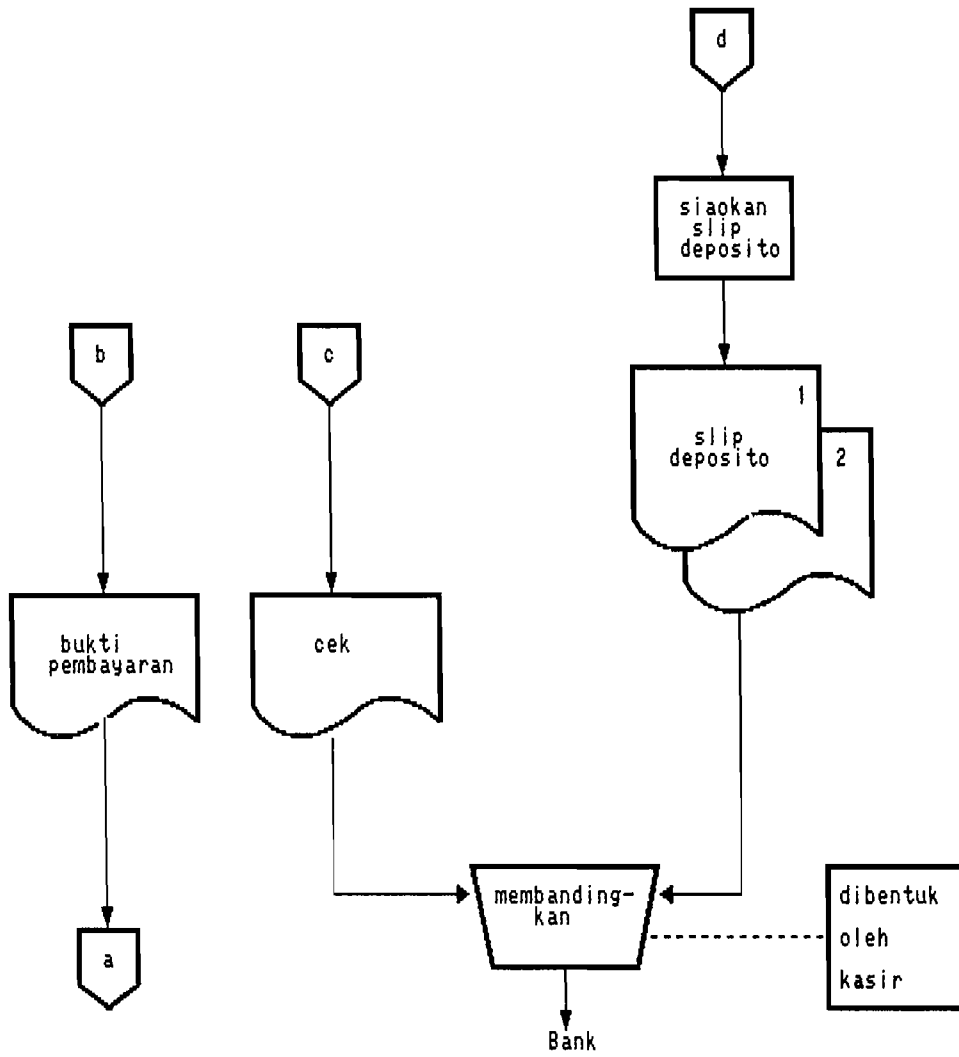 d
siaokan
slip
deposito
b
c
1
slip
deposito
2
bukti
pembayaran
cek
membanding-
kan
dibentuk
oleh
kasir
a
Bank